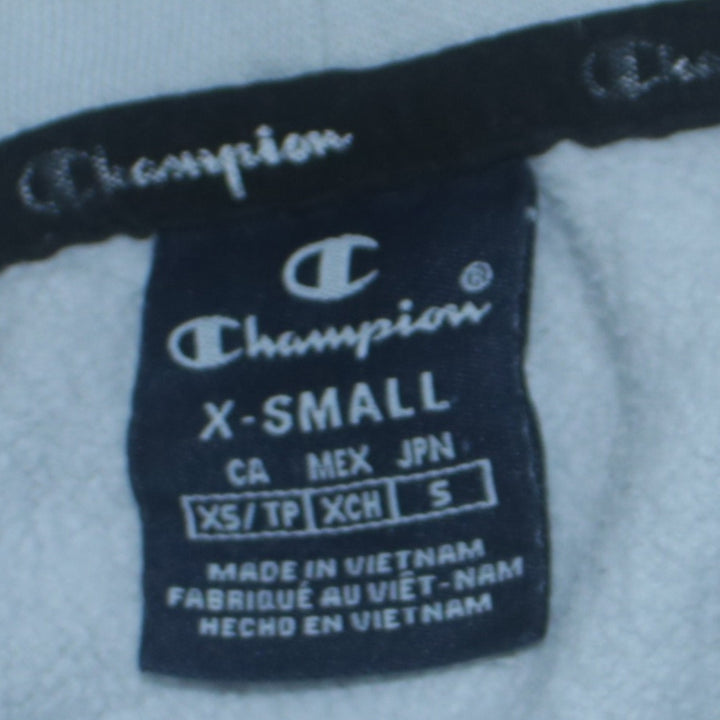 Champion
Champion®
X-SMALL
CA MEX JPN
XS/TP XCH S
MADE IN VIETNAM
FABRIQUÉ AU VIÊT-NAM
HECHO EN VIETNAM